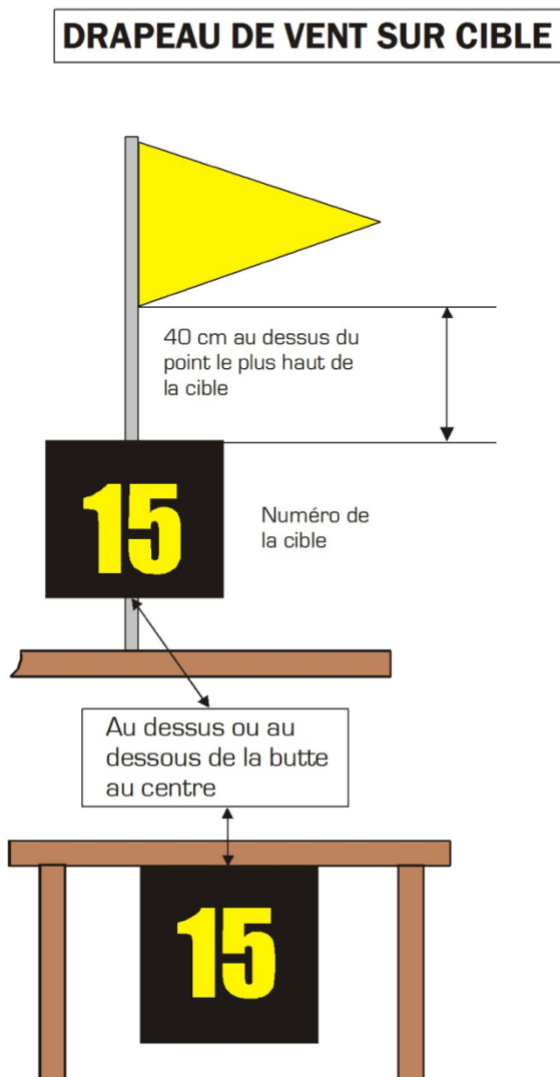 DRAPEAU DE VENT SUR CIBLE
40 cm au dessus du
point le plus haut de
la cible
15
Numéro de
la cible
Au dessus ou au
dessous de la butte
au centre
15